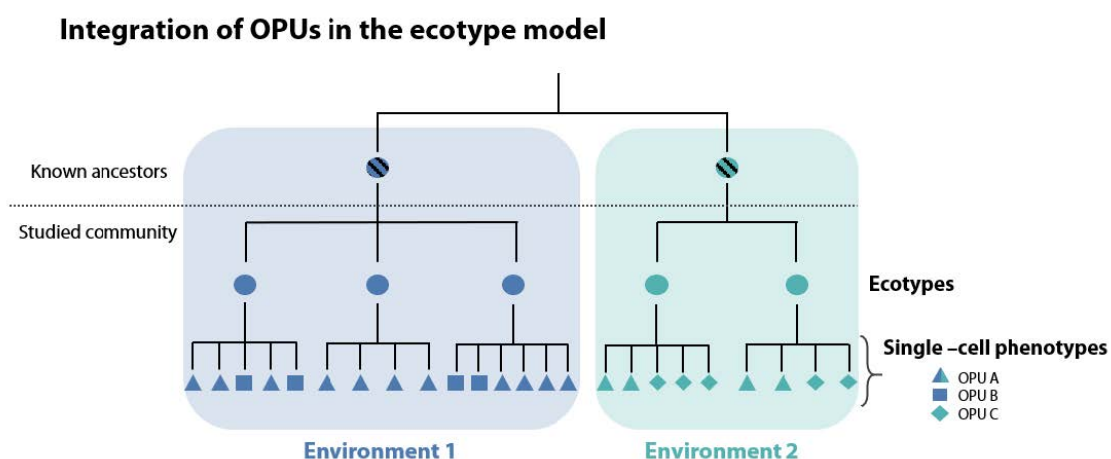 Integration of OPUs in the ecotype model
Known ancestors
Studied community
Ecotypes
Single –cell phenotypes
OPU A
OPU B
OPU C
Environment 1
Environment 2